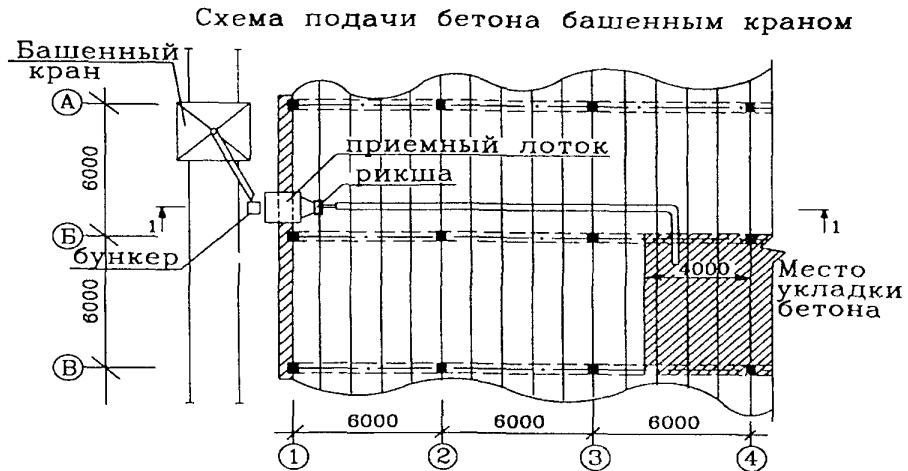 Схема подачи бетона башенным краном
Башенный
кран
А
6000
приемный лоток
рикша
1
1
Б
бункер
6000
4000
Место
укладки
бетона
В
6000
6000
6000
1
2
3
4